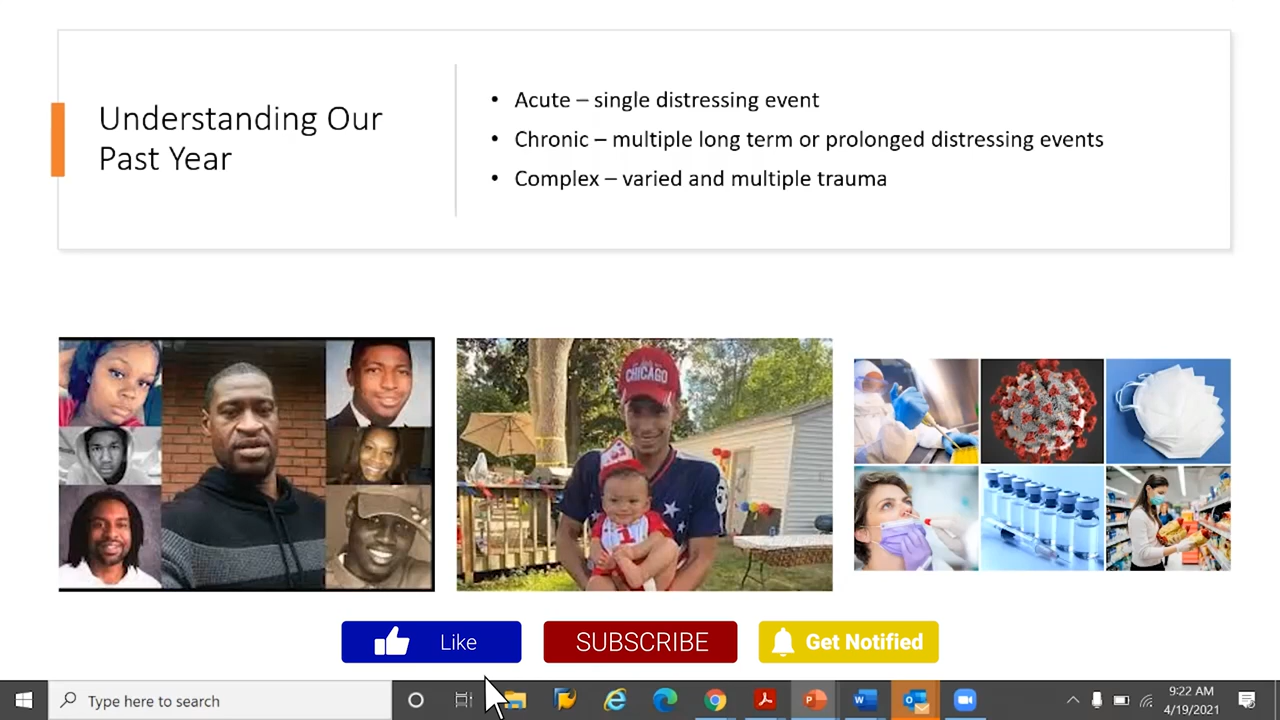 Understanding Our
Past Year
• Acute – single distressing event
• Chronic – multiple long term or prolonged distressing events
• Complex – varied and multiple trauma
CHICAGO
1
Like
SUBSCRIBE
Get Notified
Type here to search
9:22 AM
4/19/2021